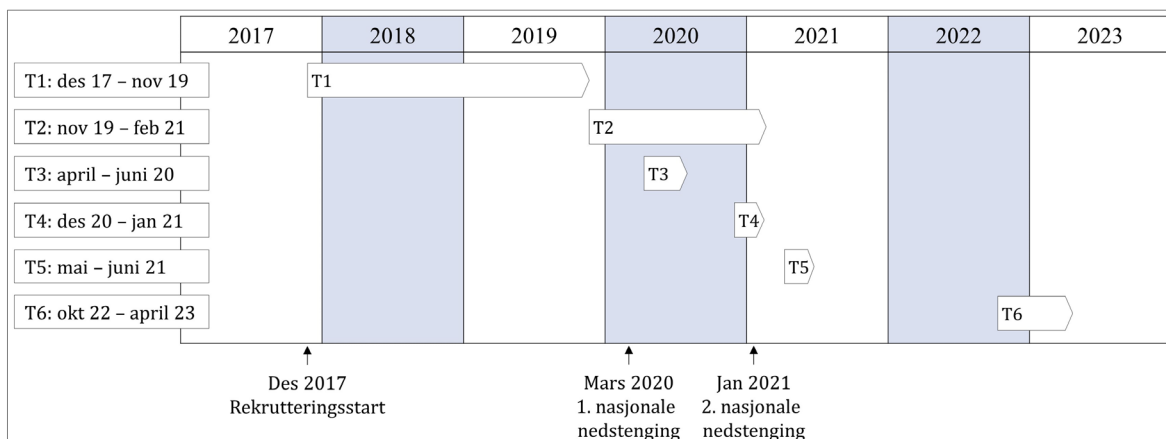 2017 2018 2019 2020 2021 2022 2023
T1: des 17 – nov 19 T1
T2: nov 19 – feb 21 T2
T3: april – juni 20 T3
T4: des 20 – jan 21 T4
T5: mai – juni 21 T5
T6: okt 22 – april 23 T6
Des 2017
Rekrutteringsstart
Mars 2020
1. nasjonale
nedstenging
Jan 2021
2. nasjonale
nedstenging